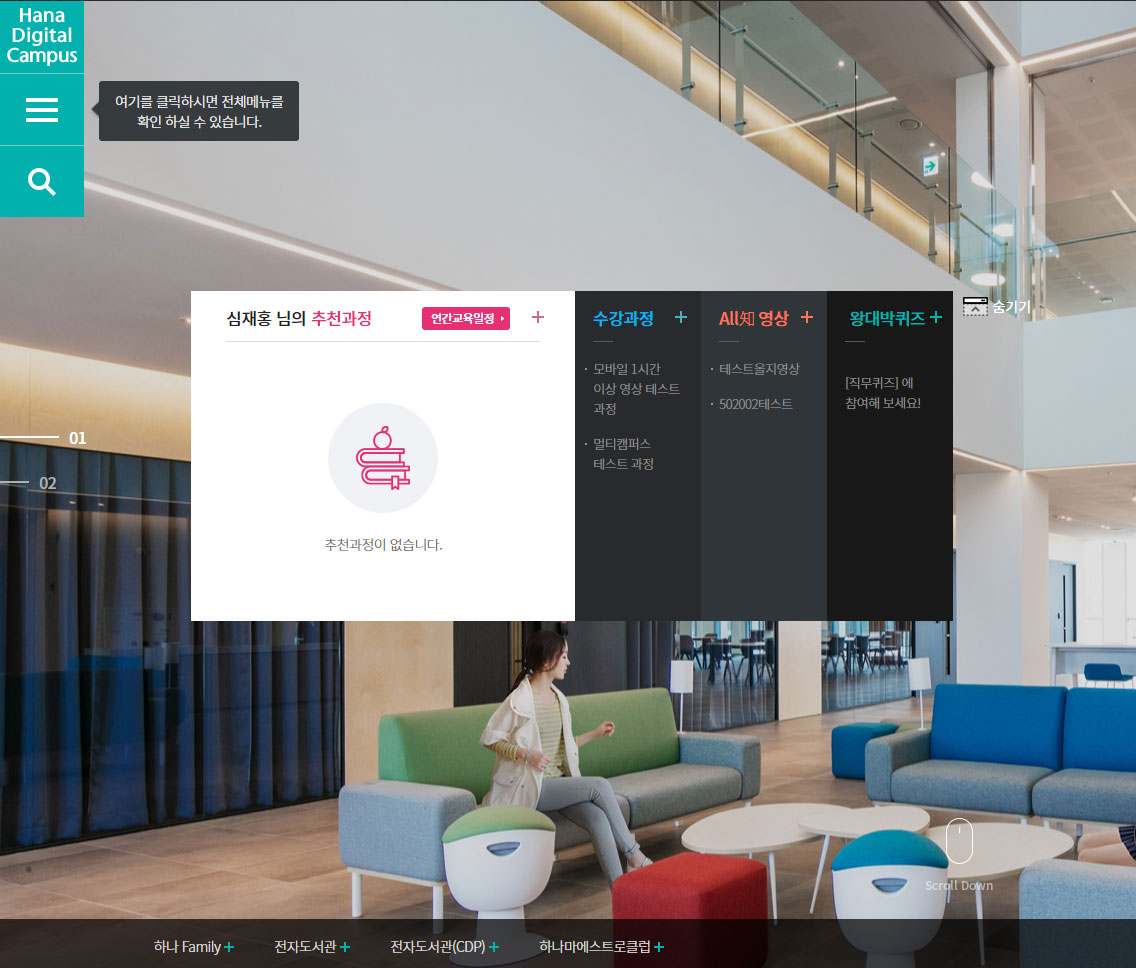 Hana
Digital
Campus
여기를 클릭하시면 전체메뉴를
확인 하실 수 있습니다.
심재홍 님의 추천과정
연간교육일정
수강과정
All知 영상
왕대박퀴즈
숨기기
모바일 1시간
이상 영상 테스트
과정
멀티캠퍼스
테스트 과정
테스트올지영상
502002테스트
[직무퀴즈] 에
참여해 보세요!
01
02
추천과정이 없습니다.
Scroll Down
하나 Family
전자도서관
전자도서관(CDP)
하나마에스트로클럽